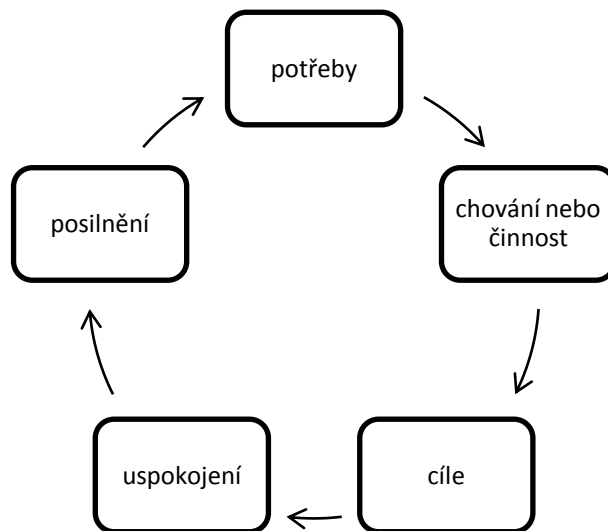 potřeby
chování nebo
činnost
cíle
uspokojení
posilnění